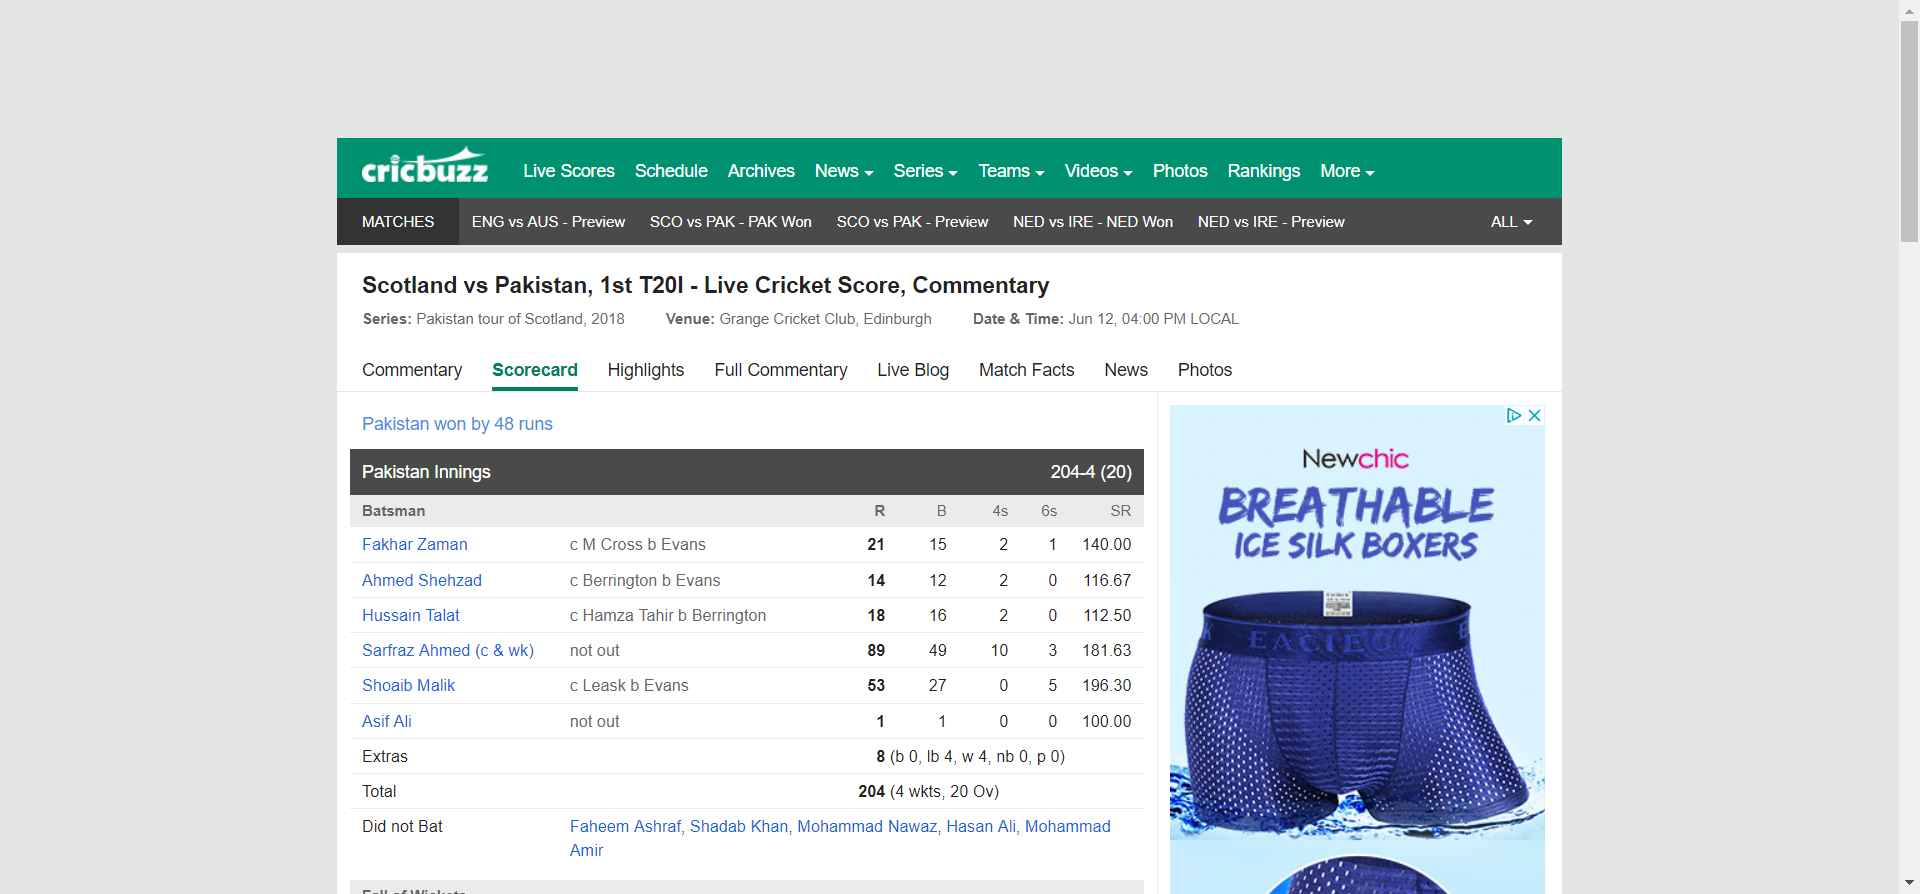 cricbuzz Live Scores Schedule Archives News Series Teams Videos Photos Rankings More
MATCHES ENG vs AUS - Preview SCO vs PAK - PAK Won SCO vs PAK - Preview NED vs IRE - NED Won NED vs IRE - Preview ALL
Scotland vs Pakistan, 1st T20I - Live Cricket Score, Commentary
Series: Pakistan tour of Scotland, 2018 Venue: Grange Cricket Club, Edinburgh Date & Time: Jun 12, 04:00 PM LOCAL
Commentary Scorecard Highlights Full Commentary Live Blog Match Facts News Photos
Pakistan won by 48 runs
Pakistan Innings 204-4 (20)
Batsman R B 4s 6s SR
Fakhar Zaman c M Cross b Evans 21 15 2 1 140.00
Ahmed Shehzad c Berrington b Evans 14 12 2 0 116.67
Hussain Talat c Hamza Tahir b Berrington 18 16 2 0 112.50
Sarfraz Ahmed (c & wk) not out 89 49 10 3 181.63
Shoaib Malik c Leask b Evans 53 27 0 5 196.30
Asif Ali not out 1 1 0 0 100.00
Extras 8 (b 0, lb 4, w 4, nb 0, p 0)
Total 204 (4 wkts, 20 Ov)
Did not Bat Faheem Ashraf, Shadab Khan, Mohammad Nawaz, Hasan Ali, Mohammad
Amir
Fall of Wickets
Newchic
BREATHABLE
ICE SILK BOXERS